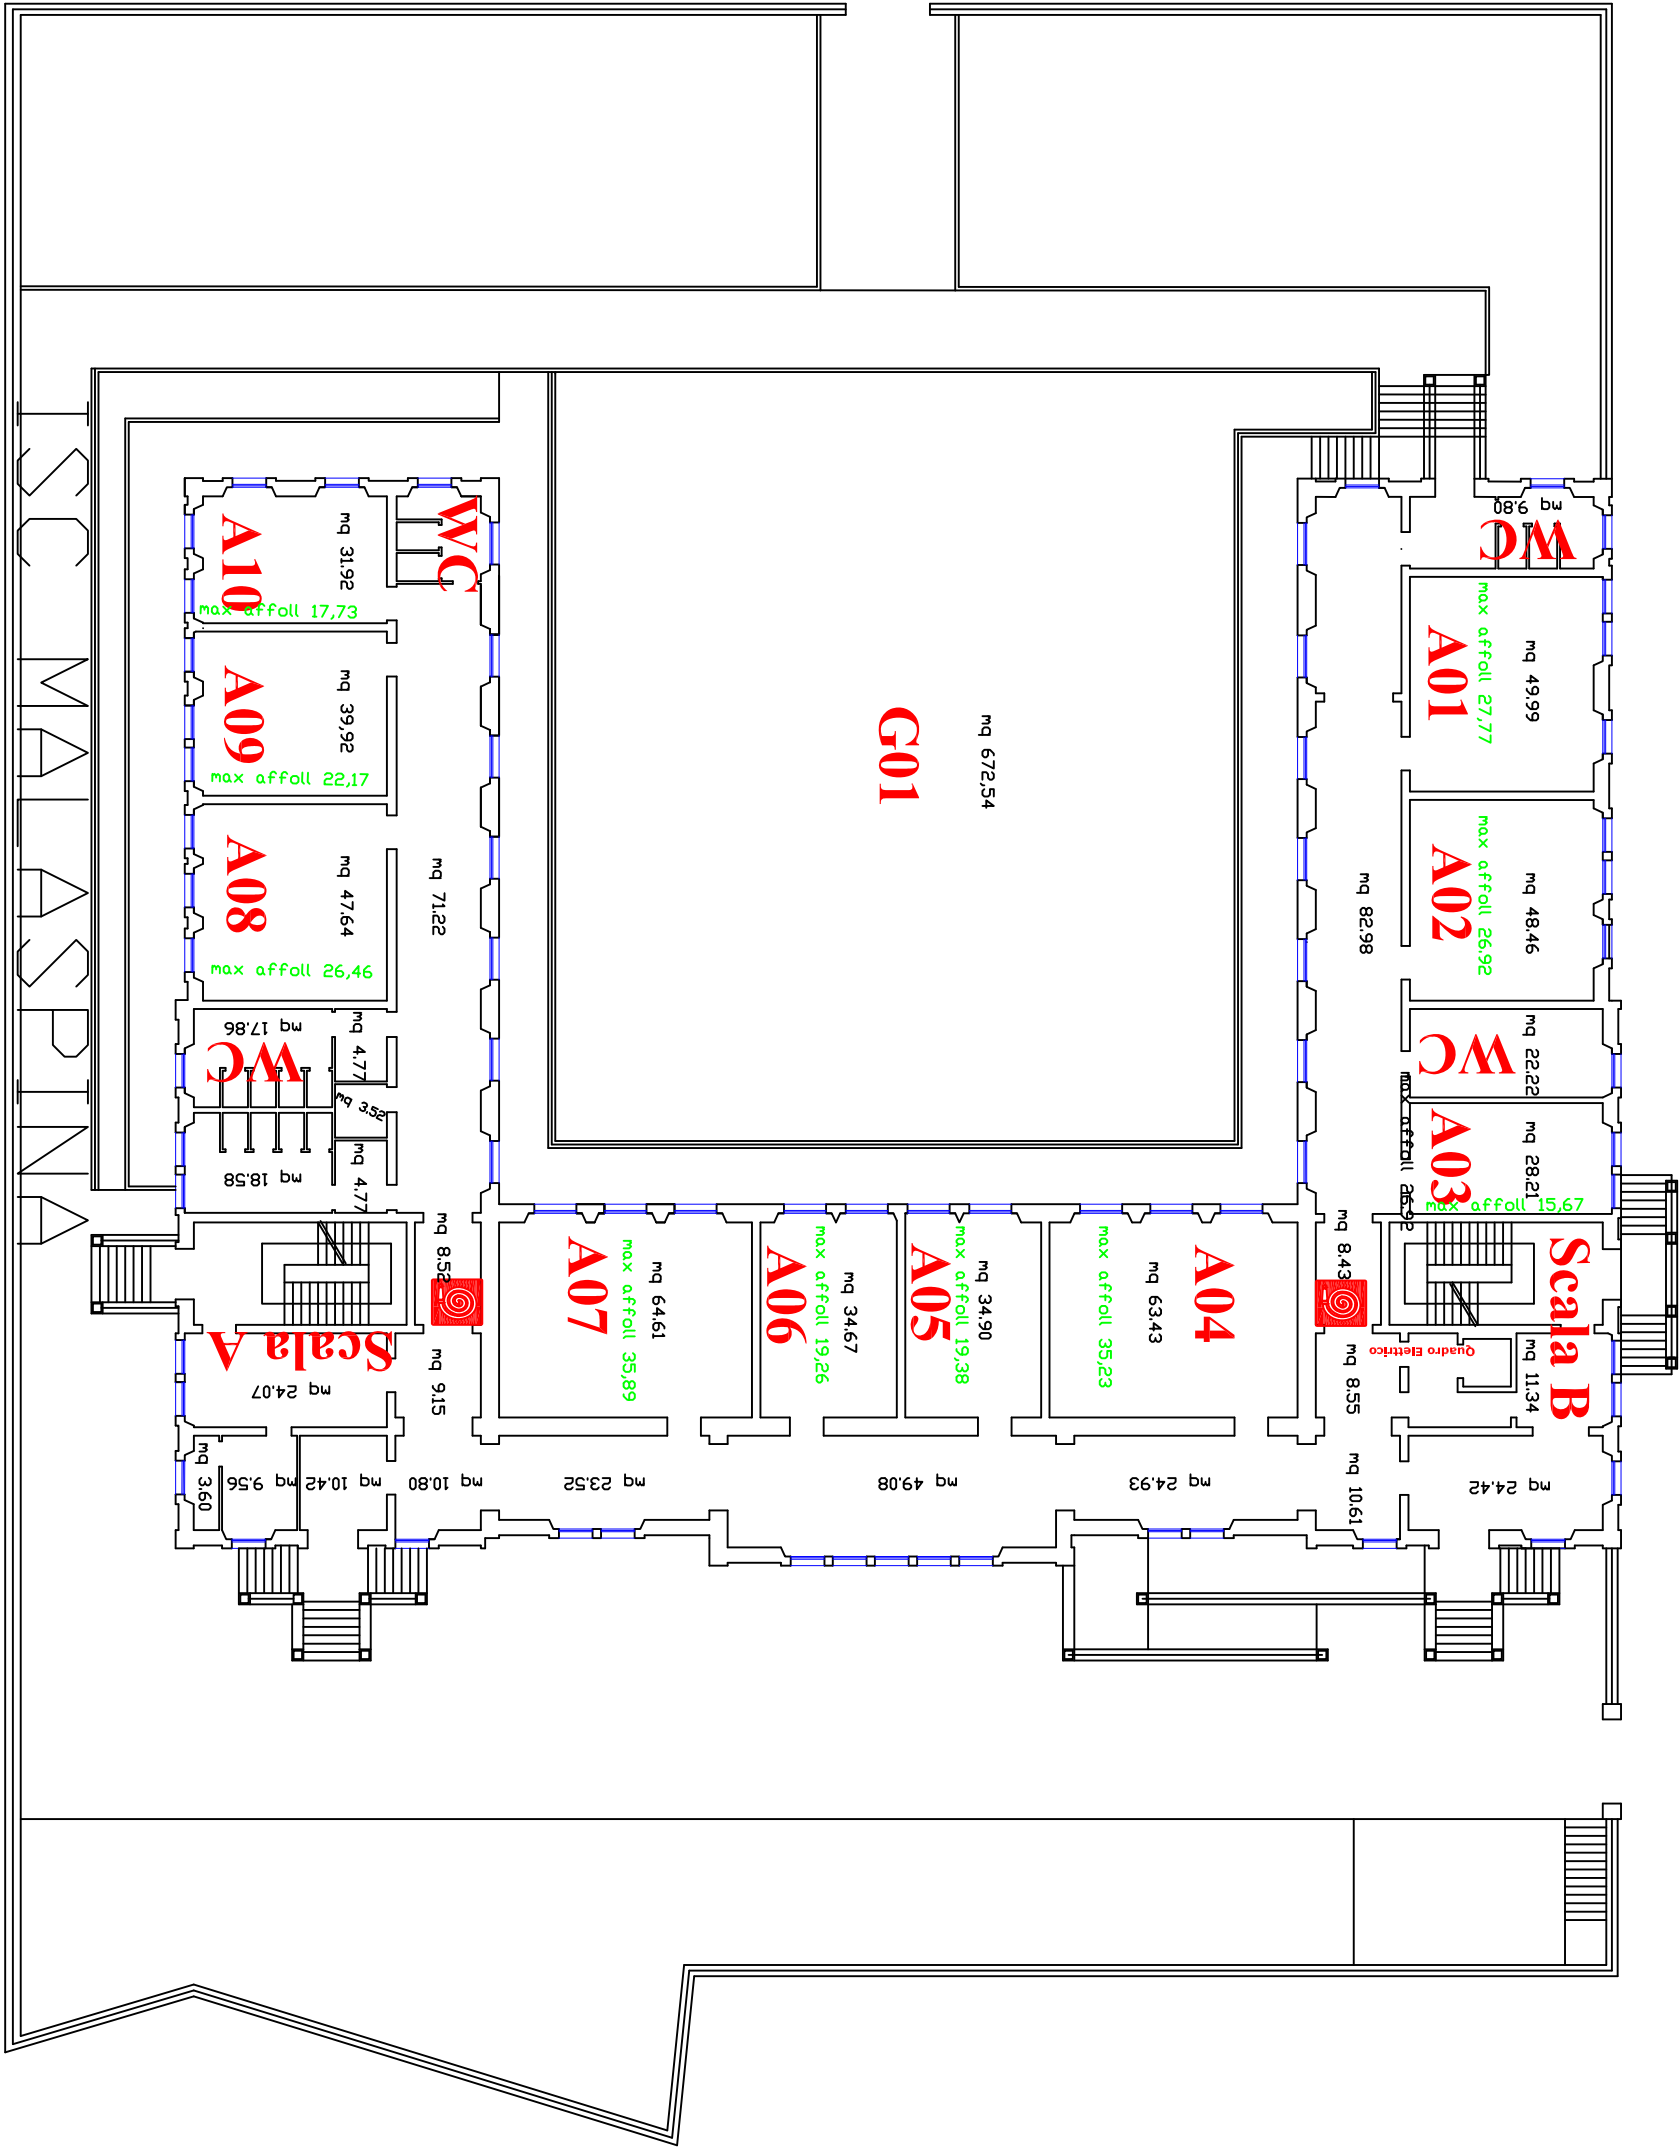 ISC MALASPINA
mq 9.80
WC
A01
mq 49.99
max affoll 27,77
A02
mq 48.46
max affoll 26.92
WC
mq 22.22
max affoll 26.92
A03
mq 28.21
max affoll 15,67
mq 82.98
Scala B
mq 8.43
Quadro Elettrico
mq 11.34
mq 8.55
mq 10.61
mq 24.42
G01
mq 672,54
A04
mq 63.43
max affoll 35,23
A05
mq 34.90
max affoll 19,38
A06
mq 34.67
max affoll 19,26
A07
mq 64.61
max affoll 35,89
mq 24.93
mq 49.08
mq 23.52
WC
mq 71.22
A10
mq 31.92
max affoll 17,73
A09
mq 39,92
max affoll 22,17
A08
mq 47.64
max affoll 26,46
mq 17.86
WC
mq 4.77
mq 3.52
mq 18.58
mq 4.77
mq 8.52
Scala A
mq 24.07
mq 9.15
mq 3.60
mq 9.56
mq 10.42
mq 10.80